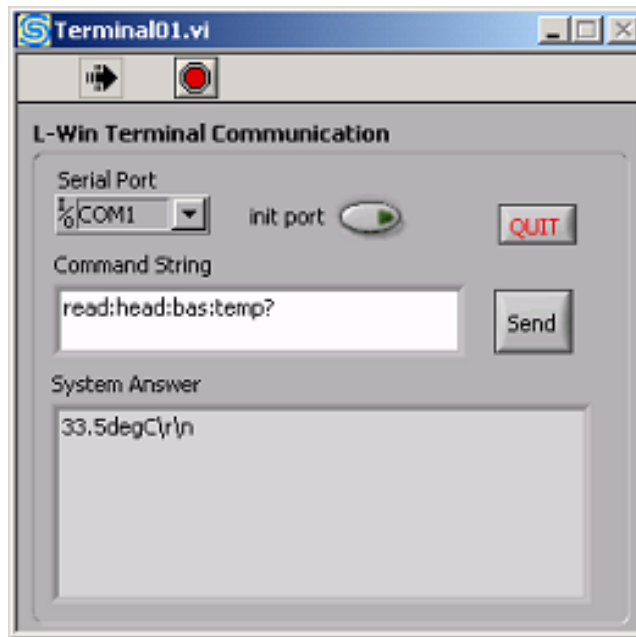 Terminal01.vi
L-Win Terminal Communication
Serial Port
COM1
init port
QUIT
Command String
read:head:bas:temp?
Send
System Answer
33.5degC\r\n